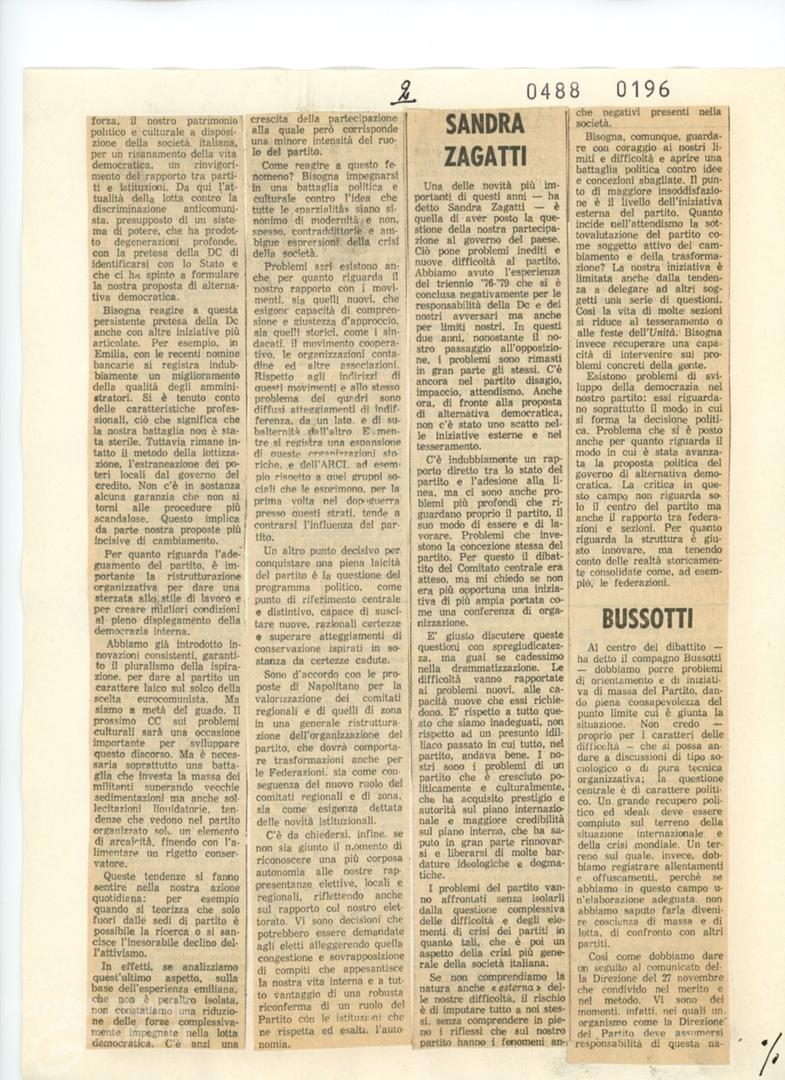 2
0488 0196
forza, il nostro patrimonio
politico e culturale a disposi-
zione della società italiana,
per un risanamento della vita
democratica, un rinvigori-
mento del rapporto tra parti-
ti e istituzioni. Da qui l'at-
tualità della lotta contro la
discriminazione anticomuni-
sta, presupposto di un siste-
ma di potere, che ha prodot-
to degenerazioni profonde,
con la pretesa della DC di
identificarsi con lo Stato e
che ci ha spinto a formulare
la nostra proposta di alterna-
tiva democratica.
Bisogna reagire a questa
persistente pretesa della Dc
anche con altre iniziative più
articolate. Per esempio, in
Emilia, con le recenti nomine
bancarie si registra indub-
biamente un miglioramento
della qualità degli ammini-
stratori. Si è tenuto conto
delle caratteristiche profes-
sionali, ciò che significa che
la nostra battaglia non è sta-
ta sterile. Tuttavia rimane in-
tatto il metodo della lottizza-
zione, l'estraneazione dei po-
teri locali dal governo del
credito. Non c'è in sostanza
alcuna garanzia che non si
torni alle procedure più
scandalose. Questo implica
da parte nostra proposte più
incisive di cambiamento.
Per quanto riguarda l'ade-
guamento del partito, è im-
portante la ristrutturazione
organizzativa per dare una
sterzata allo stile di lavoro e
per creare migliori condizioni
al pieno dispiegamento della
democrazia interna.
Abbiamo già introdotto in-
novazioni consistenti, garanti-
to il pluralismo della ispira-
zione, per dare al partito un
carattere laico sul solco della
scelta eurocomunista. Ma
siamo a metà del guado. Il
prossimo CC sui problemi
culturali sarà una occasione
importante per sviluppare
questo discorso. Ma è neces-
saria soprattutto una batta-
glia che investa la massa dei
militanti superando vecchie
sedimentazioni ma anche sol-
lecitazioni liquidatorie, ten-
denze che vedono nel partito
organizzato solo un elemento
di arcaicità, finendo con l'a-
limentare un rigetto conser-
vatore.
Queste tendenze si fanno
sentire nella nostra azione
quotidiana: per esempio
quando si teorizza che solo
fuori dalle sedi di partito è
possibile la ricerca o si san-
cisce l'inesorabile declino del-
l'attivismo.
In effetti, se analizziamo
quest'ultimo aspetto, sulla
base dell'esperienza emiliana,
che non è peraltro isolata,
non constatiamo una riduzio-
ne delle forze complessiva-
mente impegnate nella lotta
democratica. C'è anzi una
crescita della partecipazione
alla quale però corrisponde
una minore intensità del ruo-
lo del partito.
Come reagire a questo fe-
nomeno? Bisogna impegnarsi
in una battaglia politica e
culturale contro l'idea che
tutte le «parzialità» siano si-
nonimo di modernità e non,
spesso, contraddittorie e am-
bigue espressioni della crisi
della società.
Problemi seri esistono an-
che per quanto riguarda il
nostro rapporto con i movi-
menti, sia quelli nuovi, che
esigono capacità di compren-
sione e giustezza d'approccio,
sia quelli storici, come i sin-
dacati, il movimento coopera-
tivo, le organizzazioni conta-
dine ed altre associazioni.
Rispetto agli indirizzi di
questi movimenti e allo stesso
problema dei quadri sono
diffusi atteggiamenti di indif-
ferenza, da un lato, e di su-
balternità dall'altro. E men-
tre si registra una espansione
di queste organizzazioni sto-
riche, e dell'ARCI, ad esem-
pio rispetto a quei gruppi so-
ciali che le esprimono, per la
prima volta nel dopoguerra
presso questi strati, tende a
contrarsi l'influenza del par-
tito.
Un altro punto decisivo per
conquistare una piena laicità
del partito è la questione del
programma politico, come
punto di riferimento centrale
e distintivo, capace di susci-
tare nuove, razionali certezze
e superare atteggiamenti di
conservazione ispirati in so-
stanza da certezze cadute.
Sono d'accordo con le pro-
poste di Napolitano per la
valorizzazione dei comitati
regionali e di quelli di zona
in una generale ristruttura-
zione dell'organizzazione del
partito, che dovrà comporta-
re trasformazioni anche per
le Federazioni, sia come con-
seguenza del nuovo ruolo dei
comitati regionali e di zona,
sia come esigenza dettata
delle novità istituzionali.
C'è da chiedersi, infine, se
non sia giunto il momento di
riconoscere una più corposa
autonomia alle nostre rap-
presentanze elettive, locali e
regionali, riflettendo anche
sul rapporto col nostro elet-
torato. Vi sono decisioni che
potrebbero essere demandate
agli eletti alleggerendo quella
congestione e sovrapposizione
di compiti che appesantisce
la nostra vita interna e a tut-
to vantaggio di una robusta
riconferma di un ruolo del
Partito con le istituzioni che
ne rispetta ed esalta l'auto-
nomia.
SANDRA
ZAGATTI
Una delle novità più im-
portanti di questi anni — ha
detto Sandra Zagatti — è
quella di aver posto la que-
stione della nostra partecipa-
zione al governo del paese.
Ciò pone problemi inediti e
nuove difficoltà al partito.
Abbiamo avuto l'esperienza
del triennio '76-'79 che si è
conclusa negativamente per le
responsabilità della Dc e dei
nostri avversari ma anche
per limiti nostri. In questi
due anni, nonostante il no-
stro passaggio all'opposizio-
ne, i problemi sono rimasti
in gran parte gli stessi. C'è
ancora nel partito disagio,
impaccio, attendismo. Anche
ora, di fronte alla proposta
di alternativa democratica,
non c'è stato uno scatto nel-
le iniziative esterne e nel
tesseramento.
C'è indubbiamente un rap-
porto diretto tra lo stato del
partito e l'adesione alla li-
nea, ma ci sono anche pro-
blemi più profondi che ri-
guardano proprio il partito, il
suo modo di essere e di la-
vorare. Problemi che inve-
stono la concezione stessa del
partito. Per questo il dibat-
tito del Comitato centrale era
atteso, ma mi chiedo se non
era più opportuna una inizia-
tiva di più ampia portata co-
me una conferenza di orga-
nizzazione.
E' giusto discutere queste
questioni con spregiudicatez-
za, ma guai se cadessimo
nella drammatizzazione. Le
difficoltà vanno rapportate
ai problemi nuovi, alle ca-
pacità nuove che essi richie-
dono. E' rispetto a tutto que-
sto che siamo inadeguati, non
rispetto ad un presunto idil-
liaco passato in cui tutto, nel
partito, andava bene. I no-
stri sono i problemi di un
partito che è cresciuto po-
liticamente e culturalmente,
che ha acquisito prestigio e
autorità sul piano internazio-
nale e maggiore credibilità
sul piano interno, che ha sa-
puto in gran parte rinnovar-
si e liberarsi di molte bar-
dature ideologiche e dogma-
tiche.
I problemi del partito van-
no affrontati senza isolarli
dalla questione complessiva
delle difficoltà e degli ele-
menti di crisi dei partiti in
quanto tali, che è poi un
aspetto della crisi più gene-
rale della società italiana.
Se non comprendiamo la
natura anche «esterna» del-
le nostre difficoltà, il rischio
è di imputare tutto a noi stes-
si, senza comprendere in pie-
no i riflessi che sul nostro
partito hanno i fenomeni an-
che negativi presenti nella
società.
Bisogna, comunque, guarda-
re con coraggio ai nostri li-
miti e difficoltà e aprire una
battaglia politica contro idee
e concezioni sbagliate. Il pun-
to di maggiore insoddisfazio-
ne è il livello dell'iniziativa
esterna del partito. Quanto
incide nell'attendismo la sot-
tovalutazione del partito co-
me soggetto attivo del cam-
biamento e della trasforma-
zione? La nostra iniziativa è
limitata anche dalla tenden-
za a delegare ad altri sog-
getti una serie di questioni.
Così la vita di molte sezioni
si riduce al tesseramento o
alle feste dell'Unità. Bisogna
invece recuperare una capa-
cità di intervenire sui pro-
blemi concreti della gente.
Esistono problemi di svi-
luppo della democrazia nel
nostro partito: essi riguarda-
no soprattutto il modo in cui
si forma la decisione politi-
ca. Problema che si è posto
anche per quanto riguarda il
modo in cui è stata avanza-
ta la proposta politica del
governo di alternativa demo-
cratica. La critica in que-
sto campo non riguarda so-
lo il centro del partito ma
anche il rapporto tra federa-
zioni e sezioni. Per quanto
riguarda la struttura è giu-
sto innovare, ma tenendo
conto delle realtà storicamen-
te consolidate come, ad esem-
pio, le federazioni.
BUSSOTTI
Al centro del dibattito —
ha detto il compagno Bussotti
— dobbiamo porre problemi
di orientamento e di iniziati-
va di massa del Partito, dan-
do piena consapevolezza del
punto limite cui è giunta la
situazione. Non credo —
proprio per i caratteri delle
difficoltà — che si possa an-
dare a discussioni di tipo so-
ciologico o di pura tecnica
organizzativa; la questione
centrale è di carattere politi-
co. Un grande recupero poli-
tico ed ideale deve essere
compiuto sul terreno della
situazione internazionale e
della crisi mondiale. Un ter-
reno sul quale, invece, dob-
biamo registrare allentamenti
e offuscamenti, perchè se
abbiamo in questo campo u-
n'elaborazione adeguata, non
abbiamo saputo farla diveni-
re coscienza di massa e di
lotta, di confronto con altri
partiti.
Così come dobbiamo dare
un seguito al comunicato del-
la Direzione del 27 novembre
che condivido nel merito e
nel metodo. Vi sono dei
momenti, infatti, nei quali un
organismo come la Direzione
del Partito deve assumersi
responsabilità di questa na-